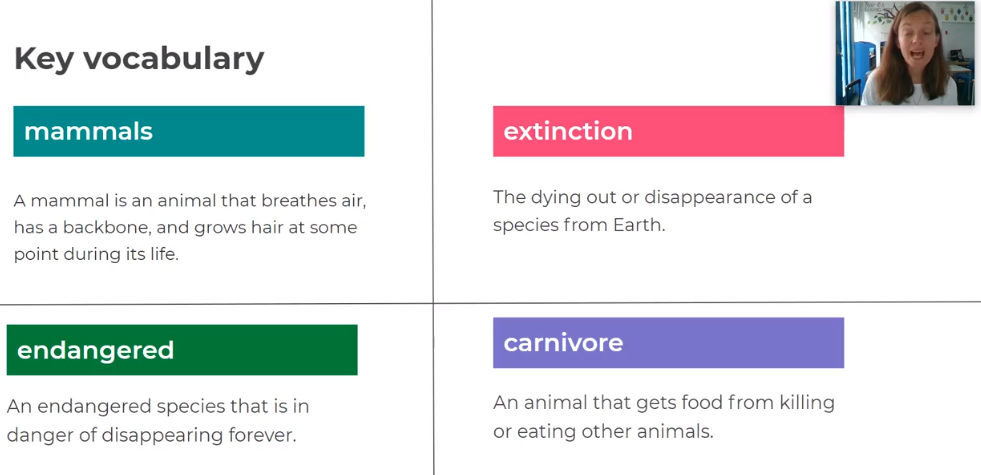 Key vocabulary
mammals
A mammal is an animal that breathes air,
has a backbone, and grows hair at some
point during its life.
extinction
The dying out or disappearance of a
species from Earth.
endangered
An endangered species that is in
danger of disappearing forever.
carnivore
An animal that gets food from killing
or eating other animals.